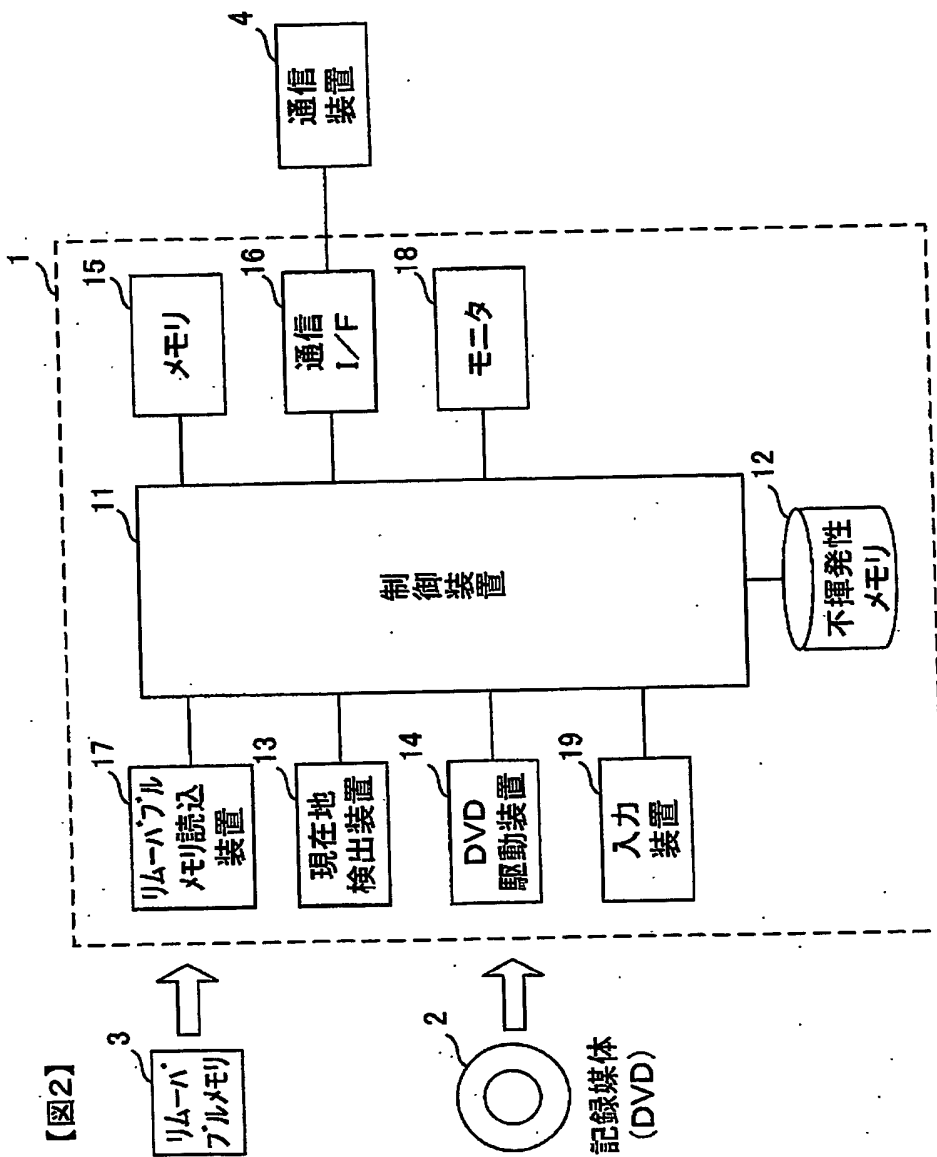 【図2】
1
3
リムーバ
ブルメモリ
2
記録媒体
(DVD)
17
リムーバブル
メモリ読込
装置
13
現在地
検出装置
14
DVD
駆動装置
19
入力
装置
11
制御
装置
12
不揮発性
メモリ
15
メモリ
16
通信
I/F
18
モニタ
4
通信
装置